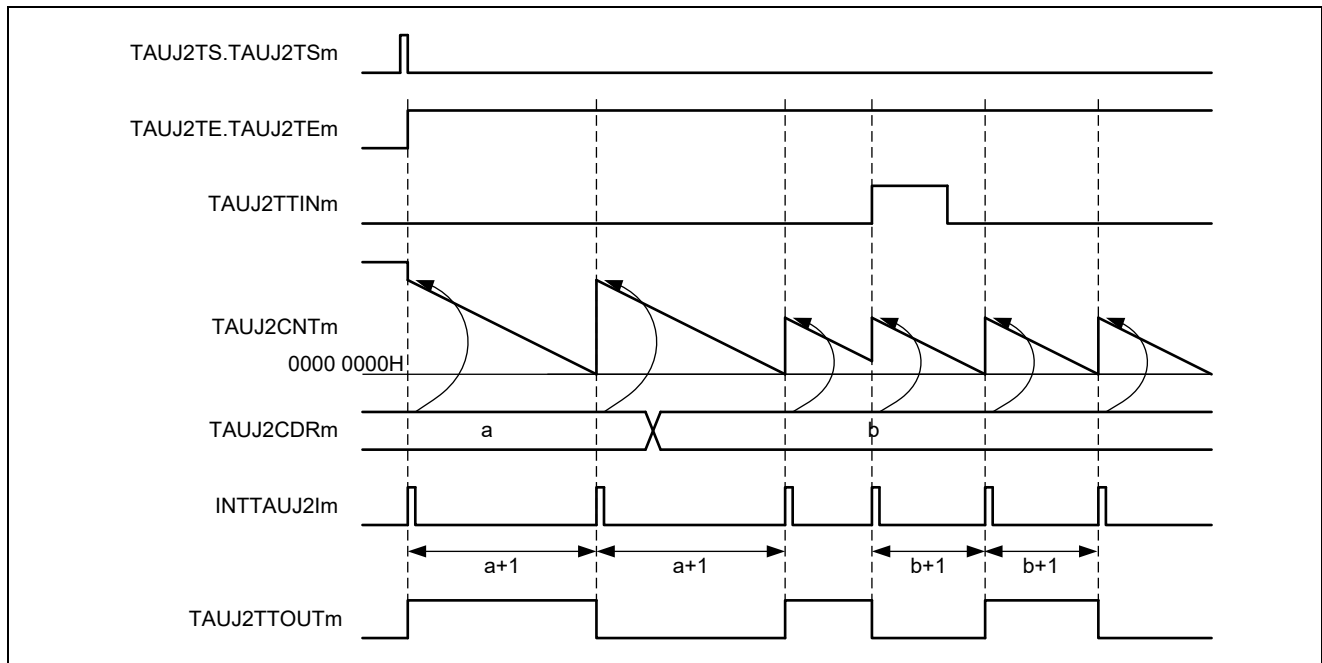 TAUJ2TS.TAUJ2TSm
TAUJ2TE.TAUJ2TEm
TAUJ2TTINm
TAUJ2CNTm
0000 0000H
TAUJ2CDRm
a
b
INTTAUJ2Im
a+1
a+1
b+1
b+1
TAUJ2TTOUTm